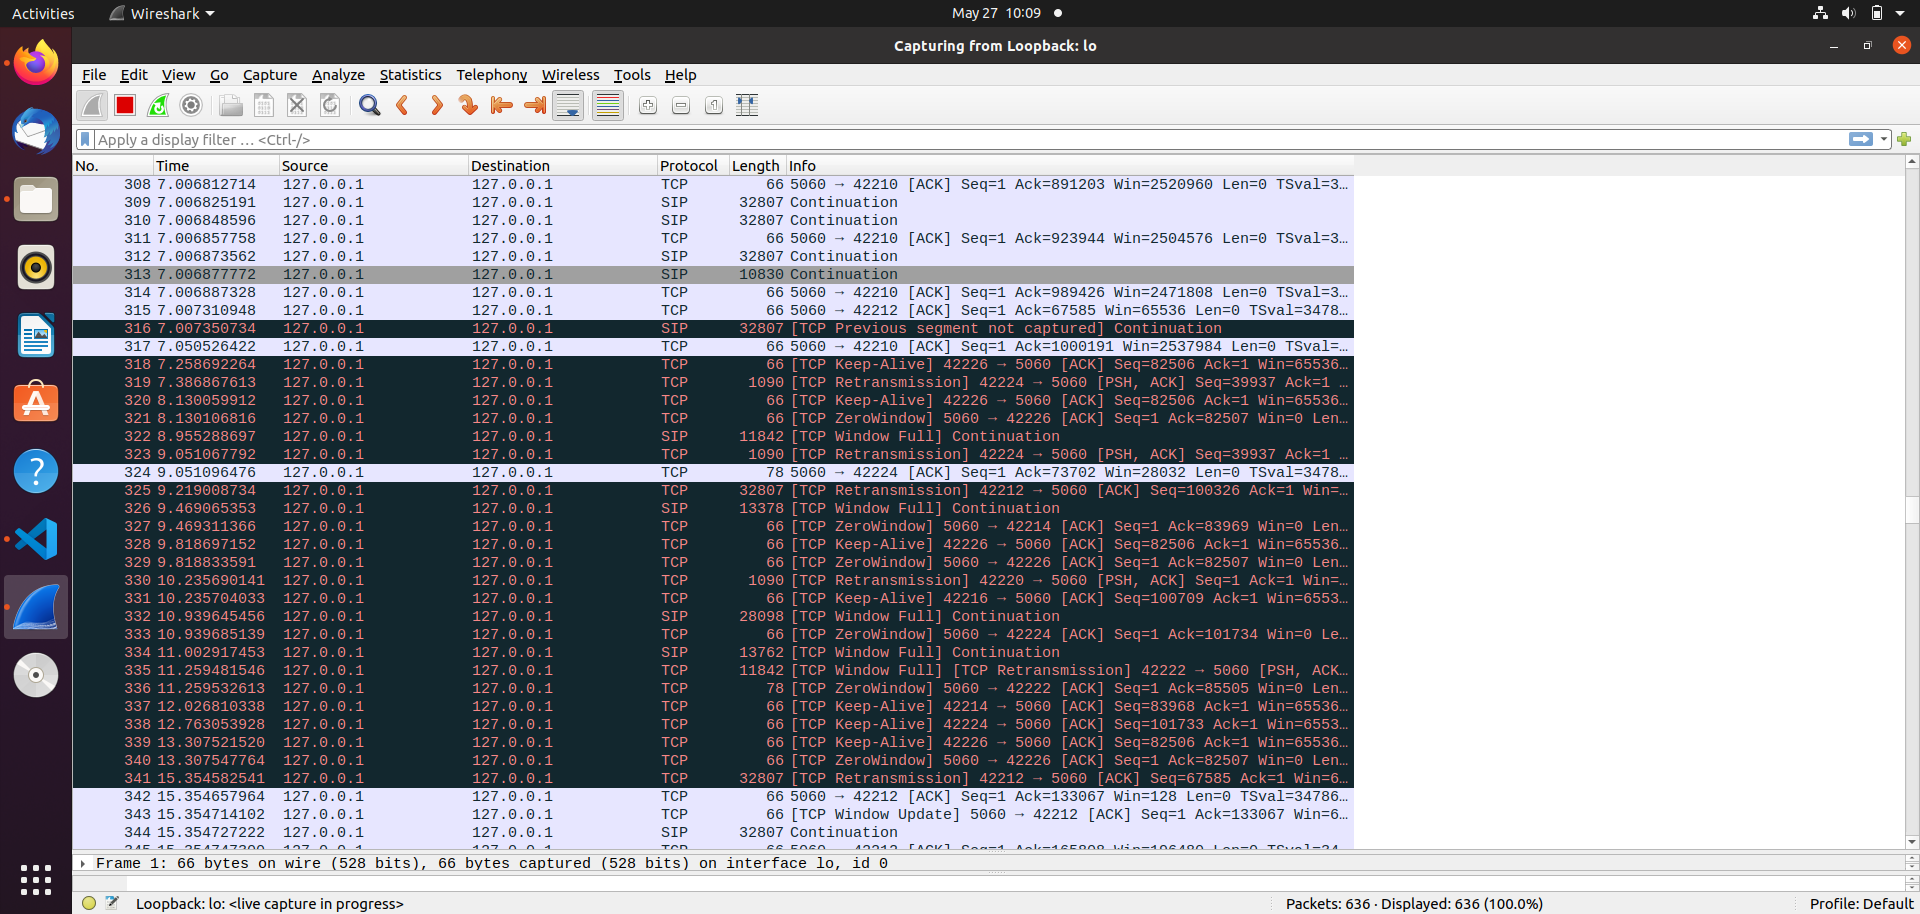 Activities Wireshark May 27 10:09
Capturing from Loopback: lo
File Edit View Go Capture Analyze Statistics Telephony Wireless Tools Help
Apply a display filter … <Ctrl-/>
No. Time Source Destination Protocol Length Info
308 7.006812714 127.0.0.1 127.0.0.1 TCP 66 5060 → 42210 [ACK] Seq=1 Ack=891203 Win=2520960 Len=0 TSval=3…
309 7.006825191 127.0.0.1 127.0.0.1 SIP 32807 Continuation
310 7.006848596 127.0.0.1 127.0.0.1 SIP 32807 Continuation
311 7.006857758 127.0.0.1 127.0.0.1 TCP 66 5060 → 42210 [ACK] Seq=1 Ack=923944 Win=2504576 Len=0 TSval=3…
312 7.006873562 127.0.0.1 127.0.0.1 SIP 32807 Continuation
313 7.006877772 127.0.0.1 127.0.0.1 SIP 10830 Continuation
314 7.006887328 127.0.0.1 127.0.0.1 TCP 66 5060 → 42210 [ACK] Seq=1 Ack=989426 Win=2471808 Len=0 TSval=3…
315 7.007310948 127.0.0.1 127.0.0.1 TCP 66 5060 → 42212 [ACK] Seq=1 Ack=67585 Win=65536 Len=0 TSval=3478…
316 7.007350734 127.0.0.1 127.0.0.1 SIP 32807 [TCP Previous segment not captured] Continuation
317 7.050526422 127.0.0.1 127.0.0.1 TCP 66 5060 → 42210 [ACK] Seq=1 Ack=1000191 Win=2537984 Len=0 TSval=…
318 7.258692264 127.0.0.1 127.0.0.1 TCP 66 [TCP Keep-Alive] 42226 → 5060 [ACK] Seq=82506 Ack=1 Win=65536…
319 7.386867613 127.0.0.1 127.0.0.1 TCP 1090 [TCP Retransmission] 42224 → 5060 [PSH, ACK] Seq=39937 Ack=1 …
320 8.130059912 127.0.0.1 127.0.0.1 TCP 66 [TCP Keep-Alive] 42226 → 5060 [ACK] Seq=82506 Ack=1 Win=65536…
321 8.130106816 127.0.0.1 127.0.0.1 TCP 66 [TCP ZeroWindow] 5060 → 42226 [ACK] Seq=1 Ack=82507 Win=0 Len…
322 8.955288697 127.0.0.1 127.0.0.1 SIP 11842 [TCP Window Full] Continuation
323 9.051067792 127.0.0.1 127.0.0.1 TCP 1090 [TCP Retransmission] 42224 → 5060 [PSH, ACK] Seq=39937 Ack=1 …
324 9.051096476 127.0.0.1 127.0.0.1 TCP 78 5060 → 42224 [ACK] Seq=1 Ack=73702 Win=28032 Len=0 TSval=3478…
325 9.219008734 127.0.0.1 127.0.0.1 TCP 32807 [TCP Retransmission] 42212 → 5060 [ACK] Seq=100326 Ack=1 Win=…
326 9.469065353 127.0.0.1 127.0.0.1 SIP 13378 [TCP Window Full] Continuation
327 9.469311366 127.0.0.1 127.0.0.1 TCP 66 [TCP ZeroWindow] 5060 → 42214 [ACK] Seq=1 Ack=83969 Win=0 Len…
328 9.818697152 127.0.0.1 127.0.0.1 TCP 66 [TCP Keep-Alive] 42226 → 5060 [ACK] Seq=82506 Ack=1 Win=65536…
329 9.818833591 127.0.0.1 127.0.0.1 TCP 66 [TCP ZeroWindow] 5060 → 42226 [ACK] Seq=1 Ack=82507 Win=0 Len…
330 10.235690141 127.0.0.1 127.0.0.1 TCP 1090 [TCP Retransmission] 42220 → 5060 [PSH, ACK] Seq=1 Ack=1 Win=…
331 10.235704033 127.0.0.1 127.0.0.1 TCP 66 [TCP Keep-Alive] 42216 → 5060 [ACK] Seq=100709 Ack=1 Win=6553…
332 10.939645456 127.0.0.1 127.0.0.1 SIP 28098 [TCP Window Full] Continuation
333 10.939685139 127.0.0.1 127.0.0.1 TCP 66 [TCP ZeroWindow] 5060 → 42224 [ACK] Seq=1 Ack=101734 Win=0 Le…
334 11.002917453 127.0.0.1 127.0.0.1 SIP 13762 [TCP Window Full] Continuation
335 11.259481546 127.0.0.1 127.0.0.1 TCP 11842 [TCP Window Full] [TCP Retransmission] 42222 → 5060 [PSH, ACK…
336 11.259532613 127.0.0.1 127.0.0.1 TCP 78 [TCP ZeroWindow] 5060 → 42222 [ACK] Seq=1 Ack=85505 Win=0 Len…
337 12.026810338 127.0.0.1 127.0.0.1 TCP 66 [TCP Keep-Alive] 42214 → 5060 [ACK] Seq=83968 Ack=1 Win=65536…
338 12.763053928 127.0.0.1 127.0.0.1 TCP 66 [TCP Keep-Alive] 42224 → 5060 [ACK] Seq=101733 Ack=1 Win=6553…
339 13.307521520 127.0.0.1 127.0.0.1 TCP 66 [TCP Keep-Alive] 42226 → 5060 [ACK] Seq=82506 Ack=1 Win=65536…
340 13.307547764 127.0.0.1 127.0.0.1 TCP 66 [TCP ZeroWindow] 5060 → 42226 [ACK] Seq=1 Ack=82507 Win=0 Len…
341 15.354582541 127.0.0.1 127.0.0.1 TCP 32807 [TCP Retransmission] 42212 → 5060 [ACK] Seq=67585 Ack=1 Win=6…
342 15.354657964 127.0.0.1 127.0.0.1 TCP 66 5060 → 42212 [ACK] Seq=1 Ack=133067 Win=128 Len=0 TSval=34786…
343 15.354714102 127.0.0.1 127.0.0.1 TCP 66 [TCP Window Update] 5060 → 42212 [ACK] Seq=1 Ack=133067 Win=6…
344 15.354727222 127.0.0.1 127.0.0.1 SIP 32807 Continuation
Frame 1: 66 bytes on wire (528 bits), 66 bytes captured (528 bits) on interface lo, id 0
Loopback: lo: <live capture in progress> Packets: 636 · Displayed: 636 (100.0%) Profile: Default